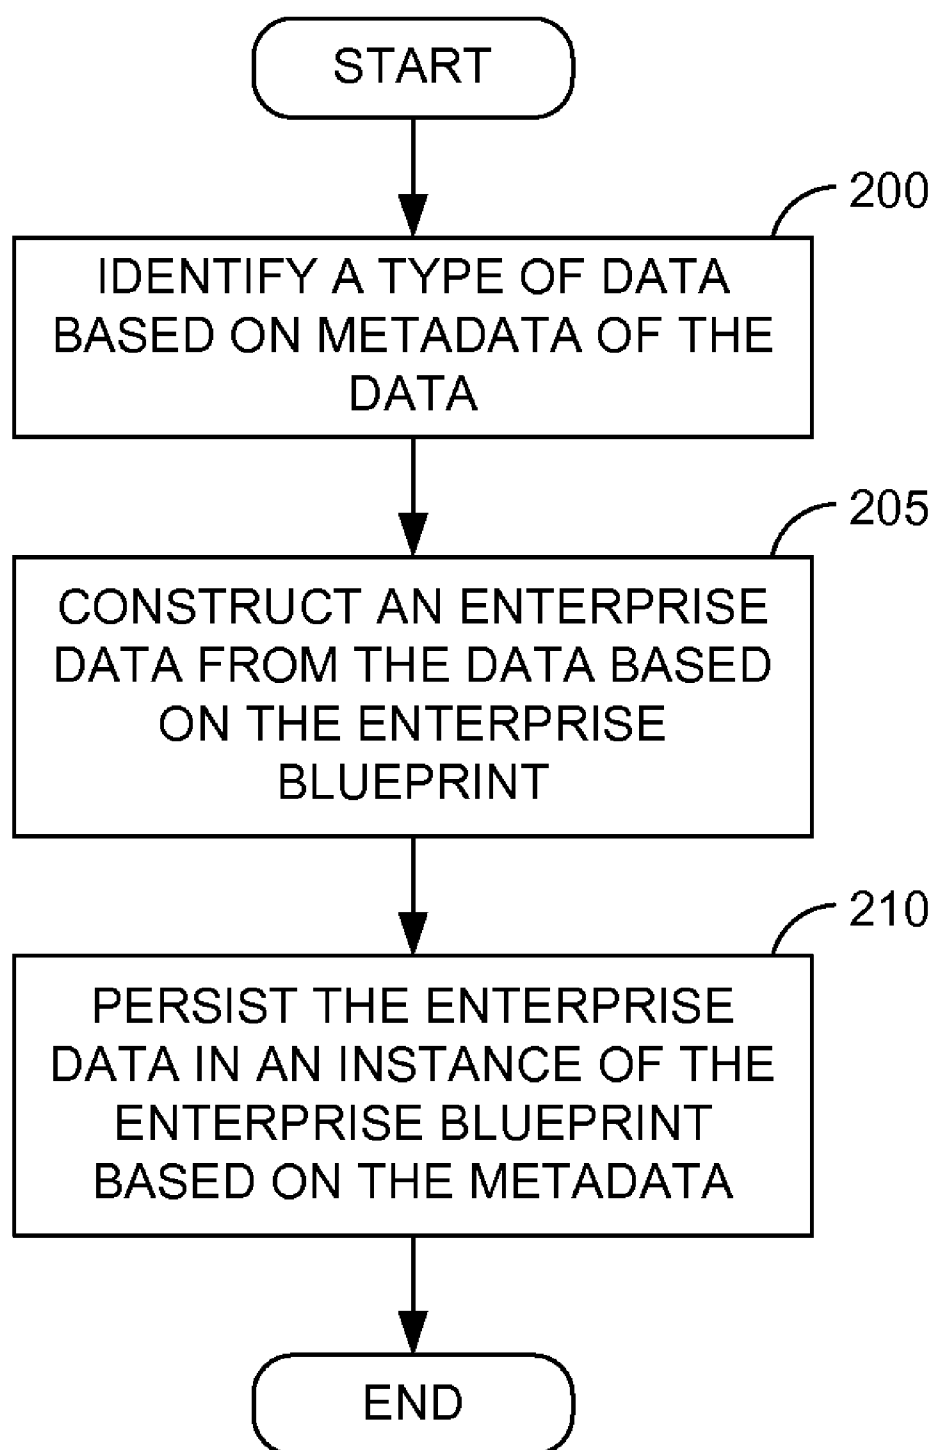 START
200
IDENTIFY A TYPE OF DATA
BASED ON METADATA OF THE
DATA
205
CONSTRUCT AN ENTERPRISE
DATA FROM THE DATA BASED
ON THE ENTERPRISE
BLUEPRINT
210
PERSIST THE ENTERPRISE
DATA IN AN INSTANCE OF THE
ENTERPRISE BLUEPRINT
BASED ON THE METADATA
END